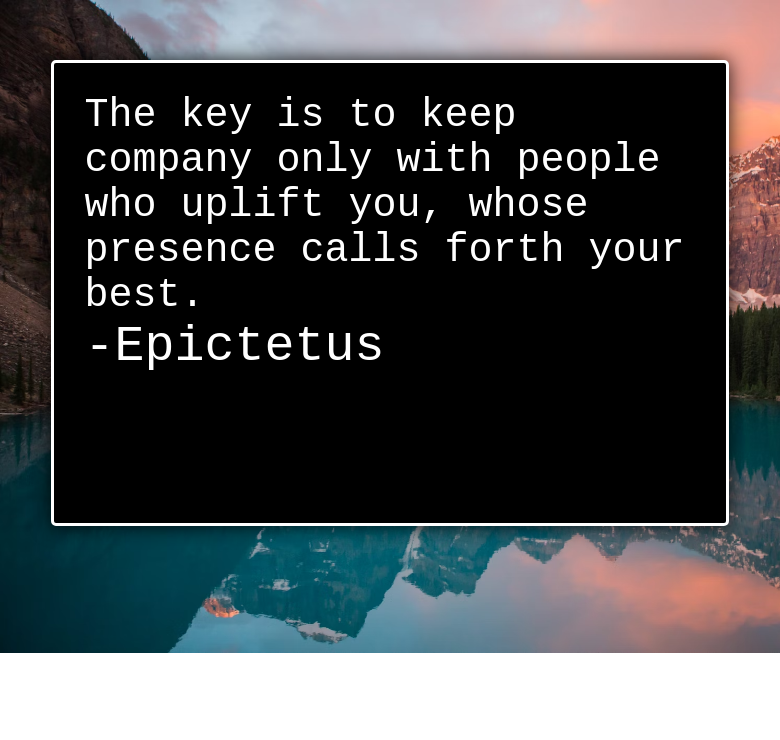 The key is to keep
company only with people
who uplift you, whose
presence calls forth your
best.
-Epictetus